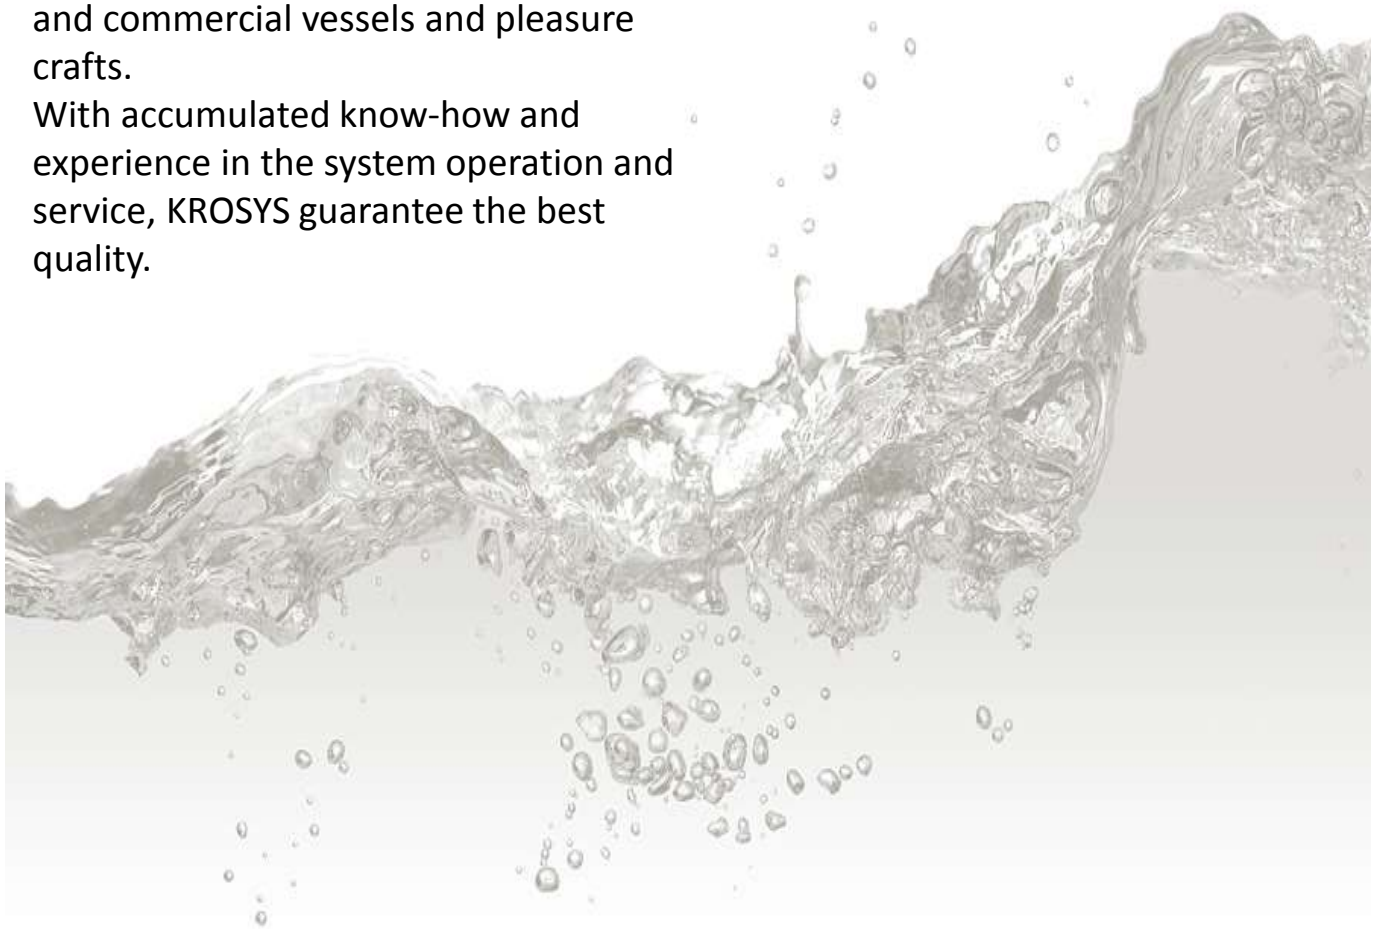 and commercial vessels and pleasure
crafts.
With accumulated know-how and
experience in the system operation and
service, KROSYS guarantee the best
quality.